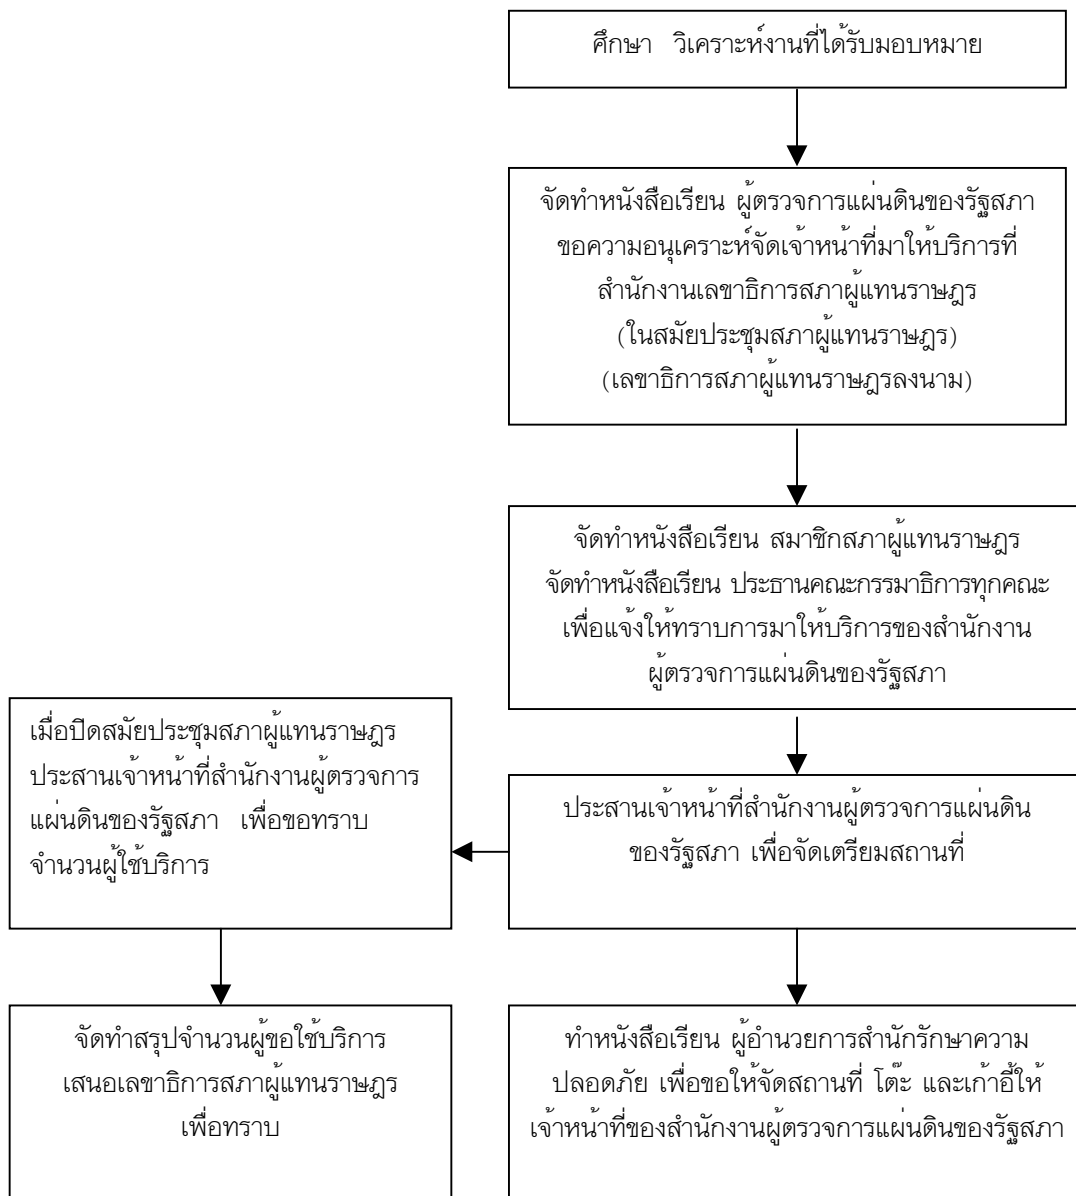 ศึกษา วิเคราะห์งานที่ได้รับมอบหมาย
จัดทำหนังสือเรียน ผู้ตรวจการแผ่นดินของรัฐสภา
ขอความอนุเคราะห์จัดเจ้าหน้าที่มาให้บริการที่
สำนักงานเลขาธิการสภาผู้แทนราษฎร
(ในสมัยประชุมสภาผู้แทนราษฎร)
(เลขาธิการสภาผู้แทนราษฎรลงนาม)
จัดทำหนังสือเรียน สมาชิกสภาผู้แทนราษฎร
จัดทำหนังสือเรียน ประธานคณะกรรมาธิการทุกคณะ
เพื่อแจ้งให้ทราบการมาให้บริการของสำนักงาน
ผู้ตรวจการแผ่นดินของรัฐสภา
ประสานเจ้าหน้าที่สำนักงานผู้ตรวจการแผ่นดิน
ของรัฐสภา เพื่อจัดเตรียมสถานที่
เมื่อปิดสมัยประชุมสภาผู้แทนราษฎร
ประสานเจ้าหน้าที่สำนักงานผู้ตรวจการ
แผ่นดินของรัฐสภา เพื่อขอทราบ
จำนวนผู้ใช้บริการ
จัดทำสรุปจำนวนผู้ขอใช้บริการ
เสนอเลขาธิการสภาผู้แทนราษฎร
เพื่อทราบ
ทำหนังสือเรียน ผู้อำนวยการสำนักรักษาความ
ปลอดภัย เพื่อขอให้จัดสถานที่ โต๊ะ และเก้าอี้ให้
เจ้าหน้าที่ของสำนักงานผู้ตรวจการแผ่นดินของรัฐสภา